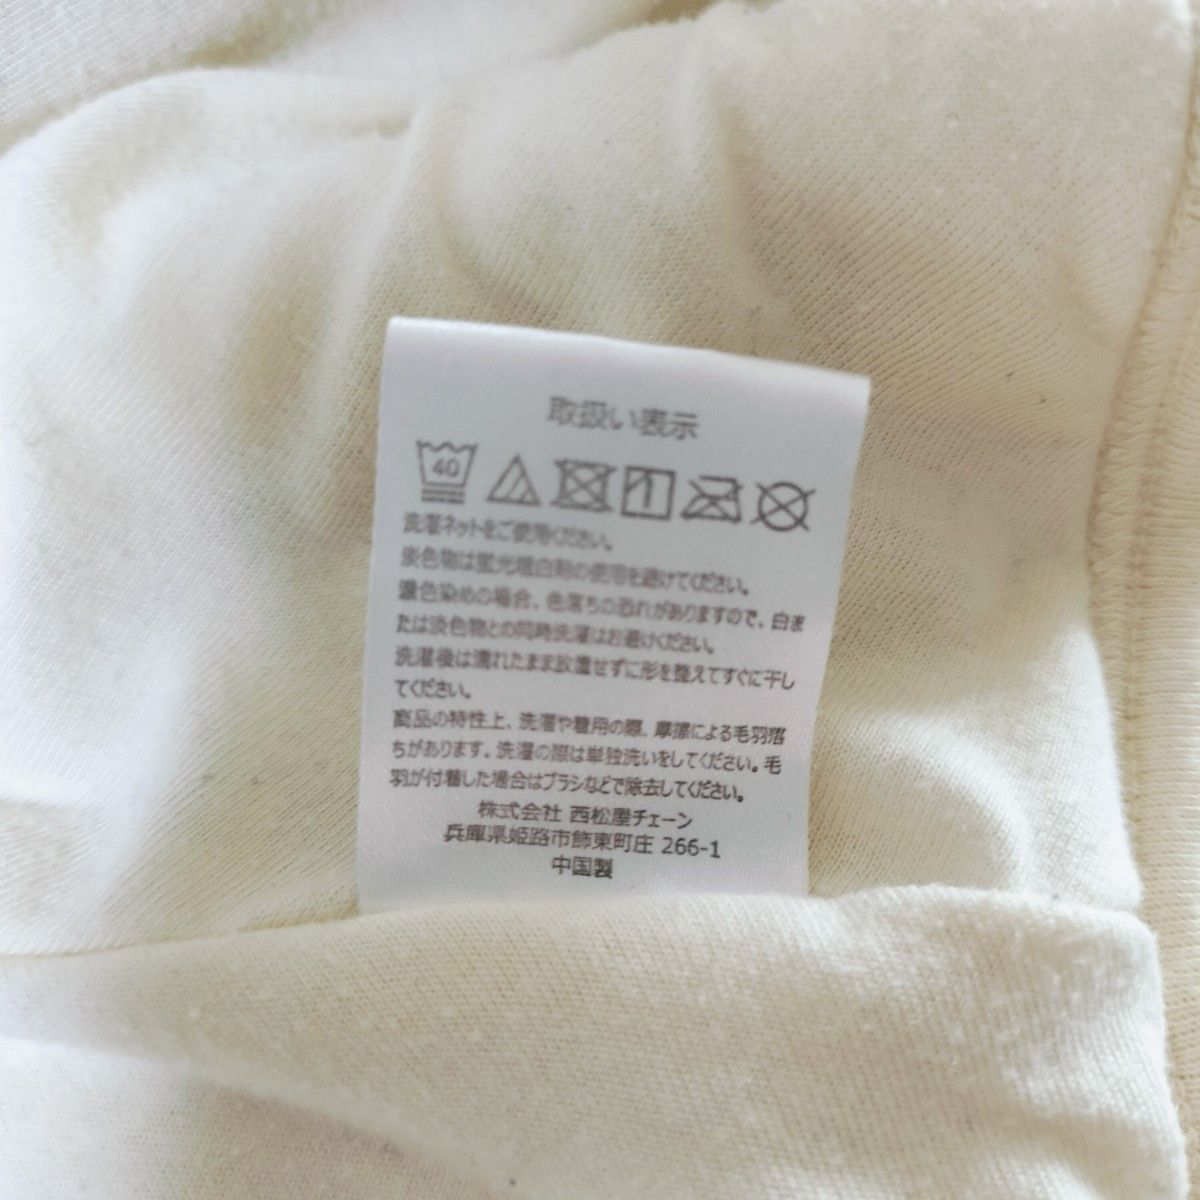 取扱い表示
40
洗濯ネットをご使用ください。
淡色物は蛍光増白剤の使用を避けてください。
濃色染めの場合、色落ちの恐れがありますので、白ま
たは淡色物との同時洗濯はお避けください。
洗濯後は濡れたまま放置せずに形を整えてすぐに干し
てください。
商品の特性上、洗濯や着用の際、摩擦による毛羽落
ちがあります。洗濯の際は単独洗いをしてください。毛
羽が付着した場合はブラシなどで除去してください。
株式会社 西松屋チェーン
兵庫県姫路市飾東町庄 266-1
中国製